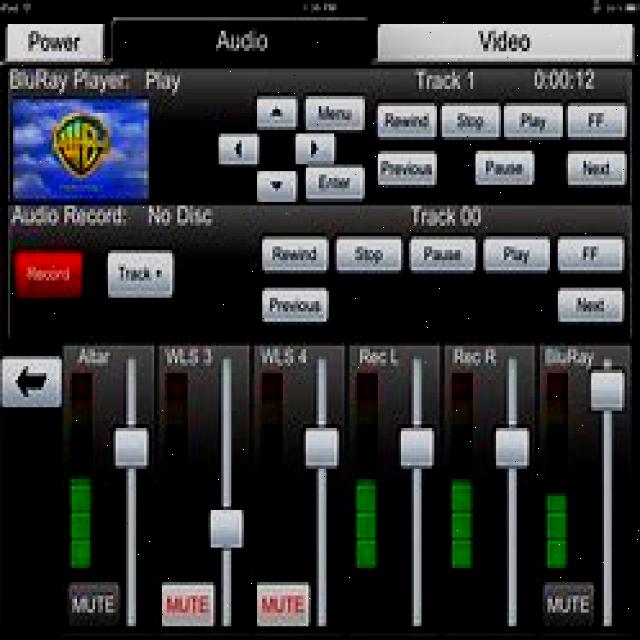 Power Audio Video
BluRay Player: Play Track 1 0:00:12
Menu Rewind Stop Play FF
Enter Previous Pause Next
Audio Record: No Disc Track 00
Record Track + Rewind Stop Pause Play FF
Previous Next
Altar WLS 3 WLS 4 Rec L Rec R BluRay
MUTE MUTE MUTE MUTE